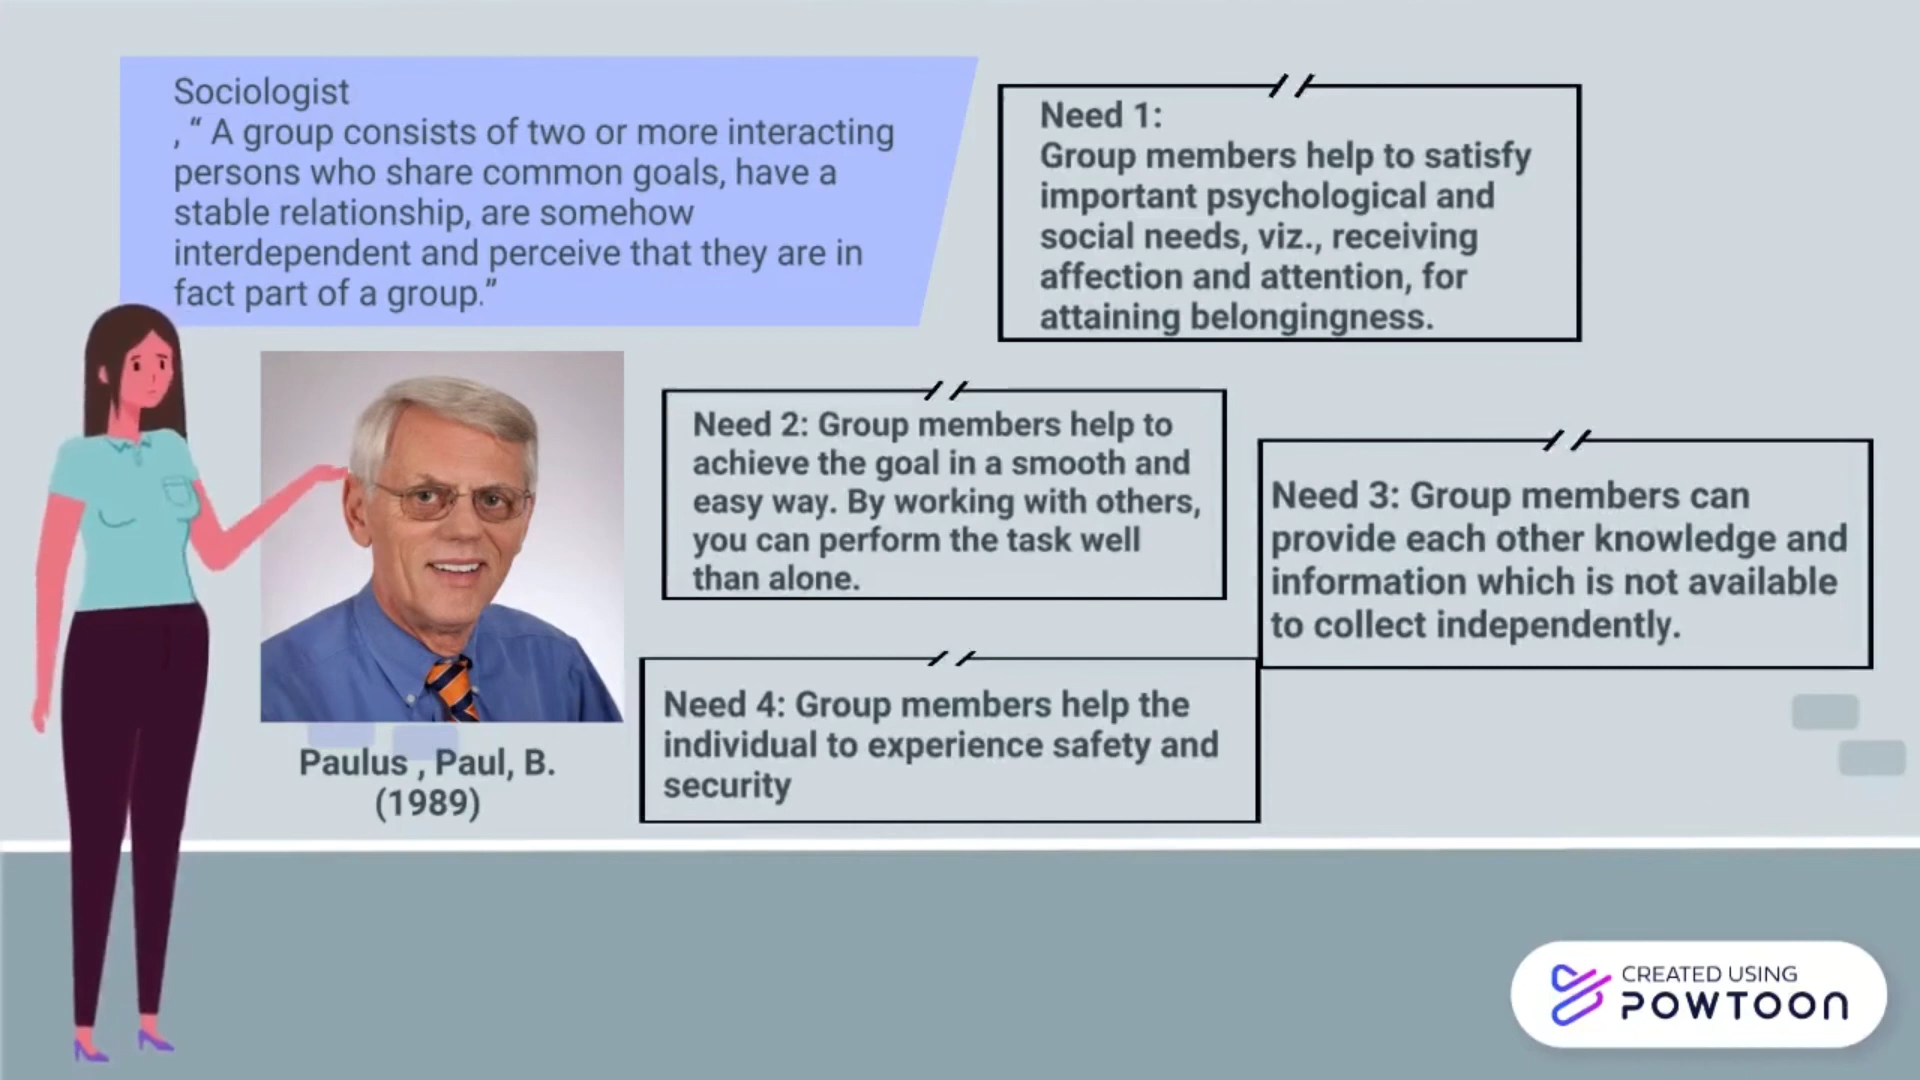 Sociologist
, “ A group consists of two or more interacting
persons who share common goals, have a
stable relationship, are somehow
interdependent and perceive that they are in
fact part of a group.”
Need 1:
Group members help to satisfy
important psychological and
social needs, viz., receiving
affection and attention, for
attaining belongingness.
Need 2: Group members help to
achieve the goal in a smooth and
easy way. By working with others,
you can perform the task well
than alone.
Need 3: Group members can
provide each other knowledge and
information which is not available
to collect independently.
Need 4: Group members help the
individual to experience safety and
security
Paulus , Paul, B.
(1989)
CREATED USING
POWTOON